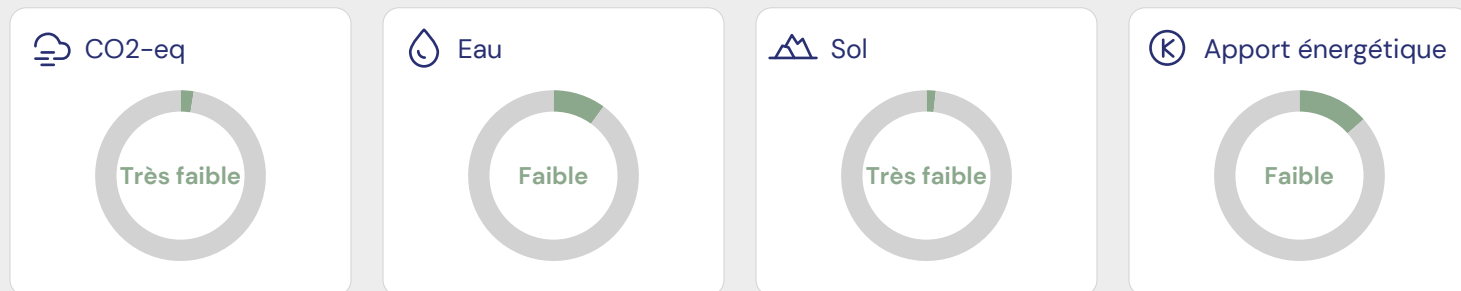 CO2-eq
Très faible
Eau
Faible
Sol
Très faible
Apport énergétique
Faible